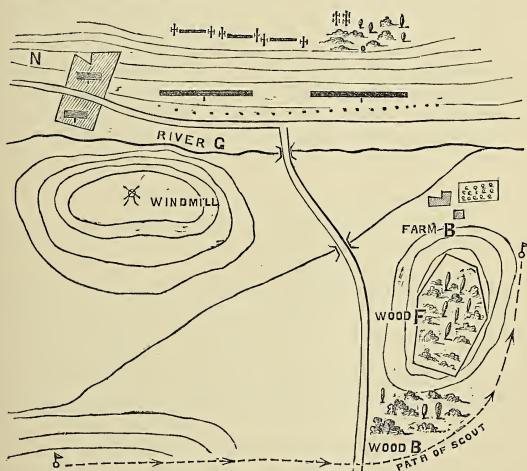 N
RIVER G
WINDMILL
FARM B
WOOD F
WOOD B
PATH OF SCOUT